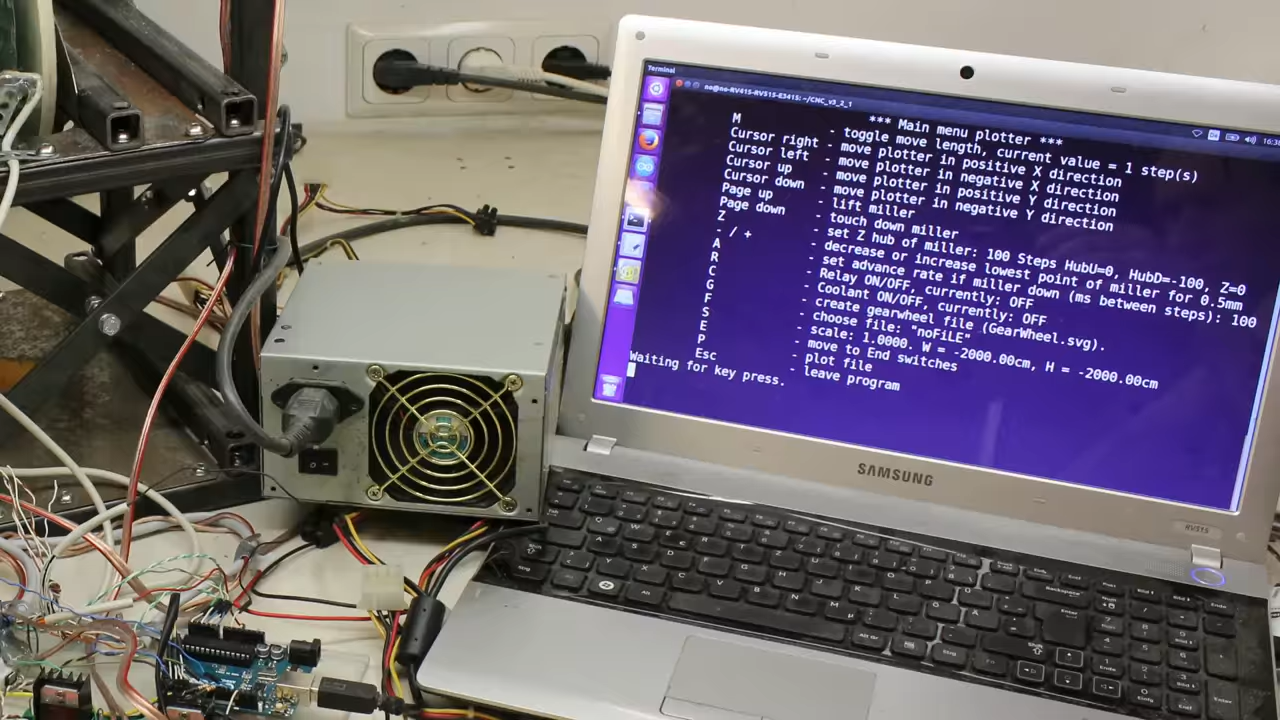 Terminal
no@no-RV415-RV515-E3415: ~/CNC_v3_2_1
De 16:38
*** Main menu plotter ***
M - toggle move length, current value = 1 step(s)
Cursor right - move plotter in positive X direction
Cursor left - move plotter in negative X direction
Cursor up - move plotter in positive Y direction
Cursor down - move plotter in negative Y direction
Page up - lift miller
Page down - touch down miller
Z - set Z hub of miller: 100 Steps HubU=0, HubD=-100, Z=0
- / + - decrease or increase lowest point of miller for 0.5mm
A - set advance rate if miller down (ms between steps): 100
R - Relay ON/OFF, currently: OFF
C - Coolant ON/OFF, currently: OFF
G - create gearwheel file (GearWheel.svg).
F - choose file: "noFiLE"
S - scale: 1.0000. W = -2000.00cm, H = -2000.00cm
E - move to End switches
P - plot file
Esc - leave program
Waiting for key press.
SAMSUNG
RV515